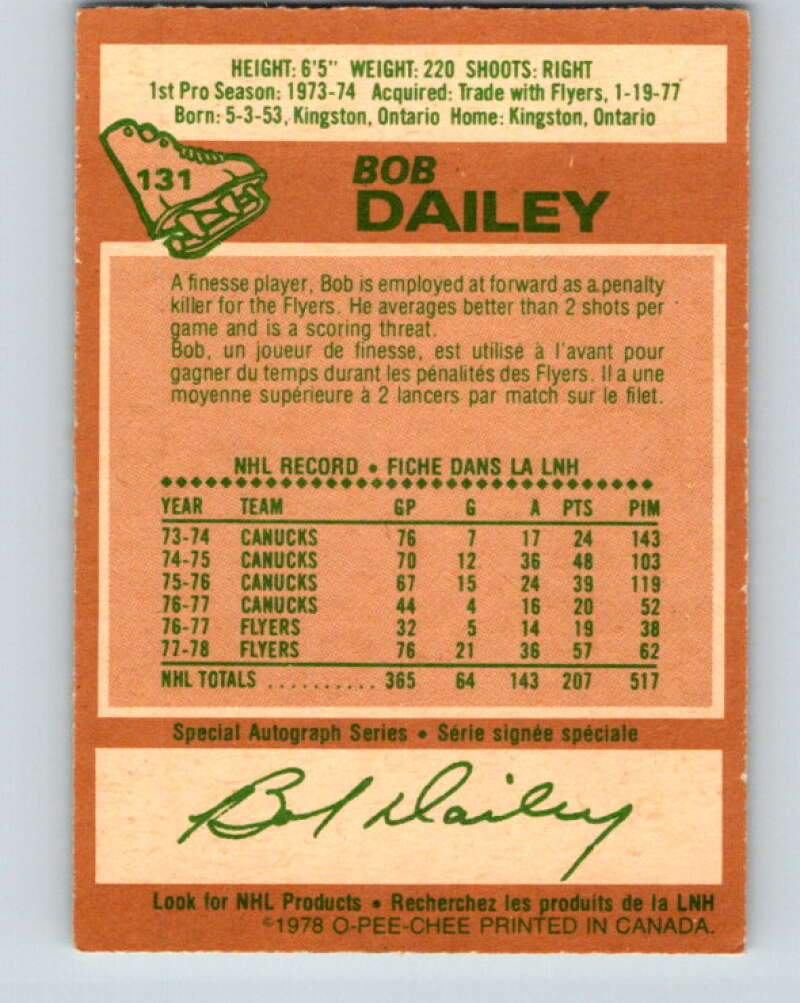 HEIGHT: 6'5" WEIGHT: 220 SHOOTS: RIGHT
1st Pro Season: 1973-74 Acquired: Trade with Flyers, 1-19-77
Born: 5-3-53, Kingston, Ontario Home: Kingston, Ontario
131
BOB
DAILEY
A finesse player, Bob is employed at forward as a penalty
killer for the Flyers. He averages better than 2 shots per
game and is a scoring threat.
Bob, un joueur de finesse, est utilisé à l'avant pour
gagner du temps durant les pénalités des Flyers. Il a une
moyenne supérieure à 2 lancers par match sur le filet.
NHL RECORD • FICHE DANS LA LNH
YEAR TEAM GP G A PTS PIM
73-74 CANUCKS 76 7 17 24 143
74-75 CANUCKS 70 12 36 48 103
75-76 CANUCKS 67 15 24 39 119
76-77 CANUCKS 44 4 16 20 52
76-77 FLYERS 32 5 14 19 38
77-78 FLYERS 76 21 36 57 62
NHL TOTALS .......... 365 64 143 207 517
Special Autograph Series • Série signée spéciale
Bob Dailey
Look for NHL Products • Recherchez les produits de la LNH
©1978 O-PEE-CHEE PRINTED IN CANADA.